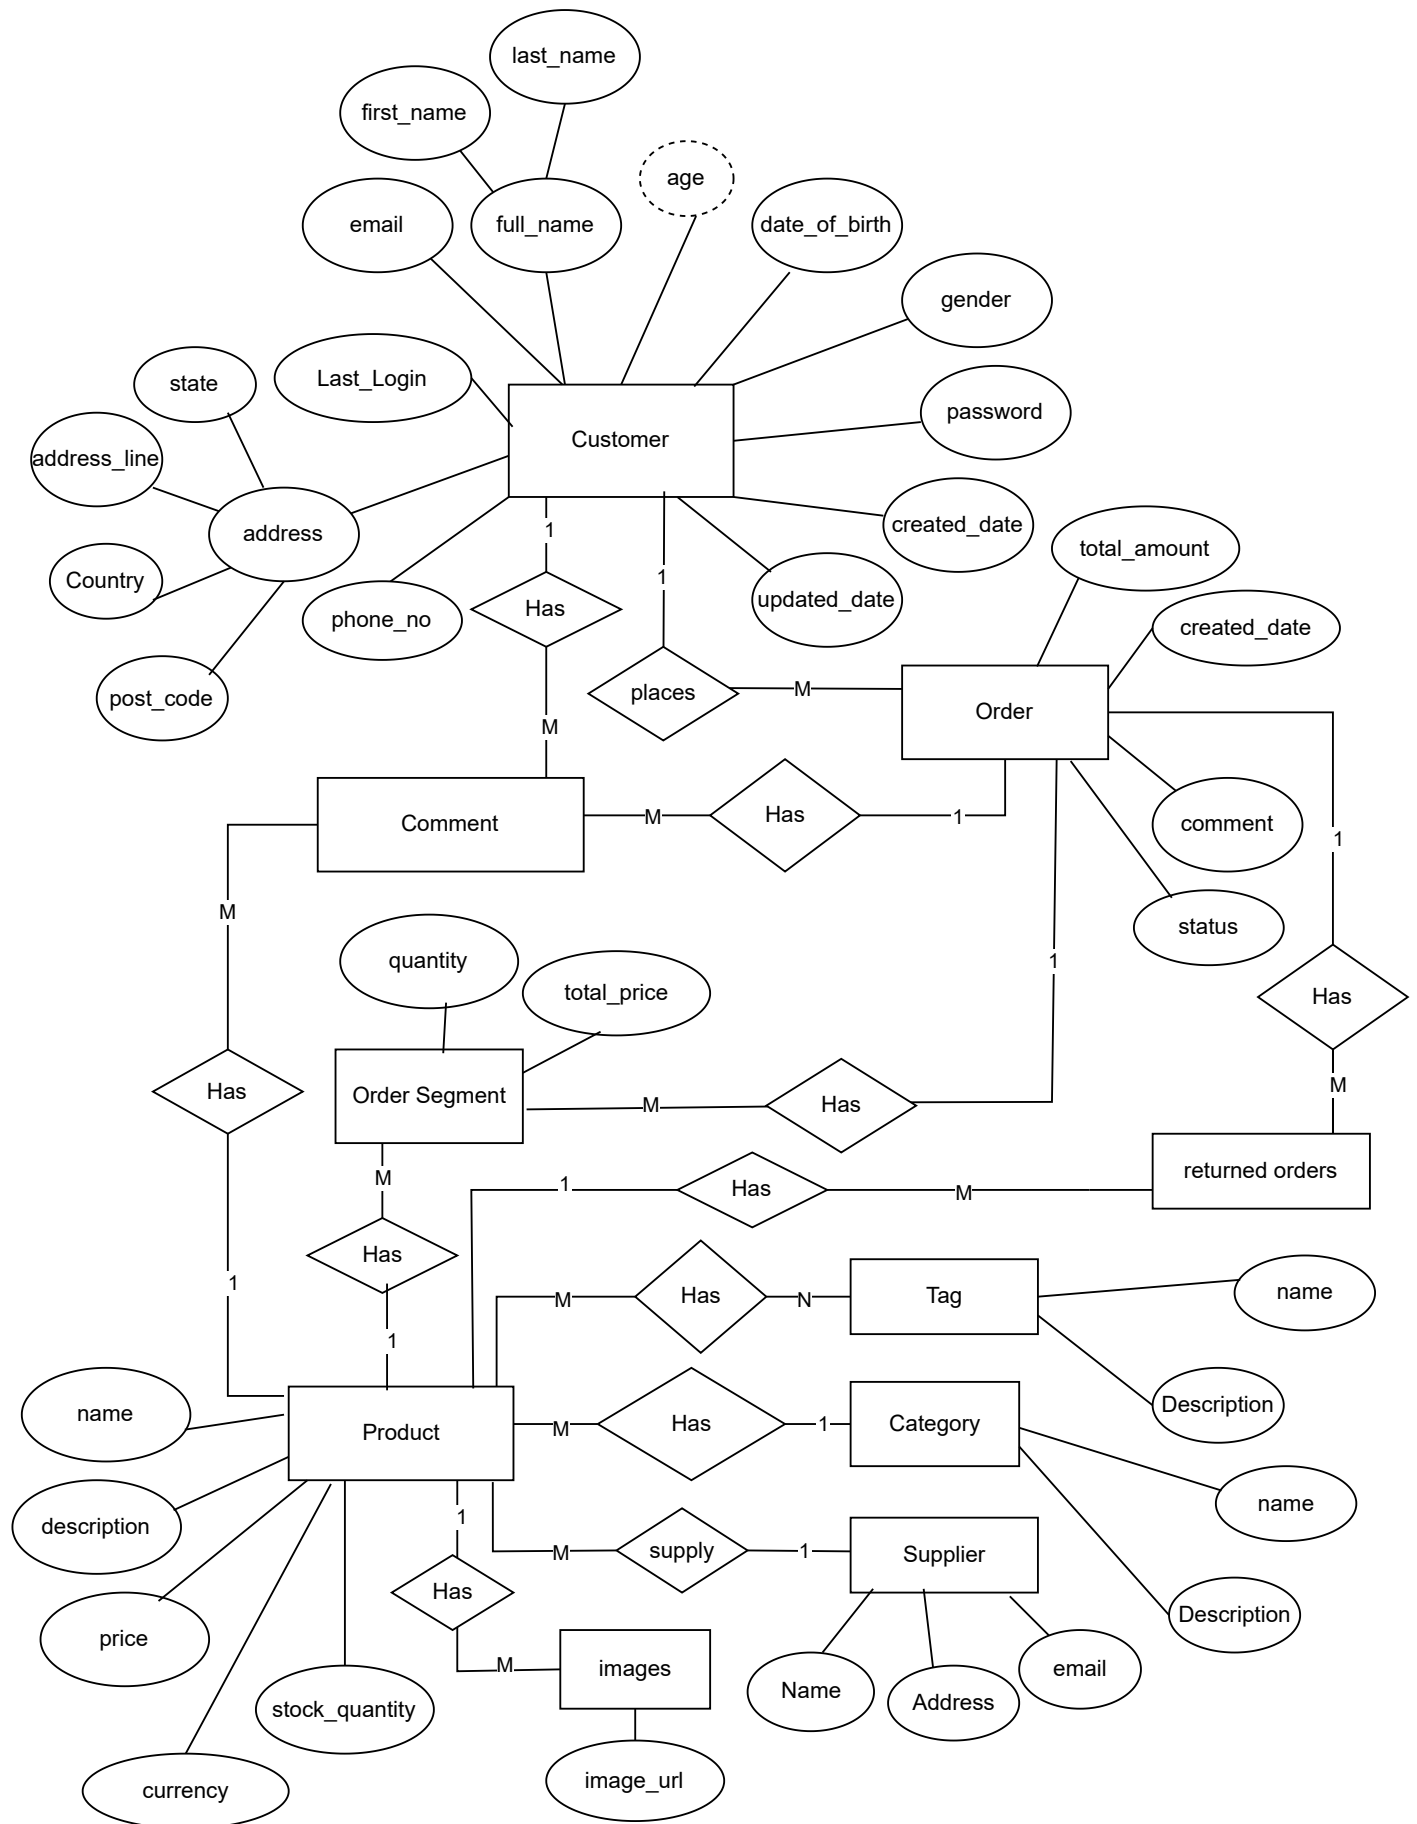 last_name
first_name
age
email
full_name
date_of_birth
gender
state
Last_Login
password
Customer
address_line
created_date
address
1
total_amount
Country
1
Has
updated_date
phone_no
created_date
places
M
post_code
Order
M
Comment
M
Has
1
comment
1
M
status
quantity
1
total_price
Has
Order Segment
M
Has
Has
M
returned orders
M
1
Has
M
Has
1
M
Has
N
Tag
name
1
Description
name
Product
M
Has
1
Category
name
description
1
M
supply
1
Supplier
Has
Description
price
M
images
email
Name
Address
stock_quantity
image_url
currency